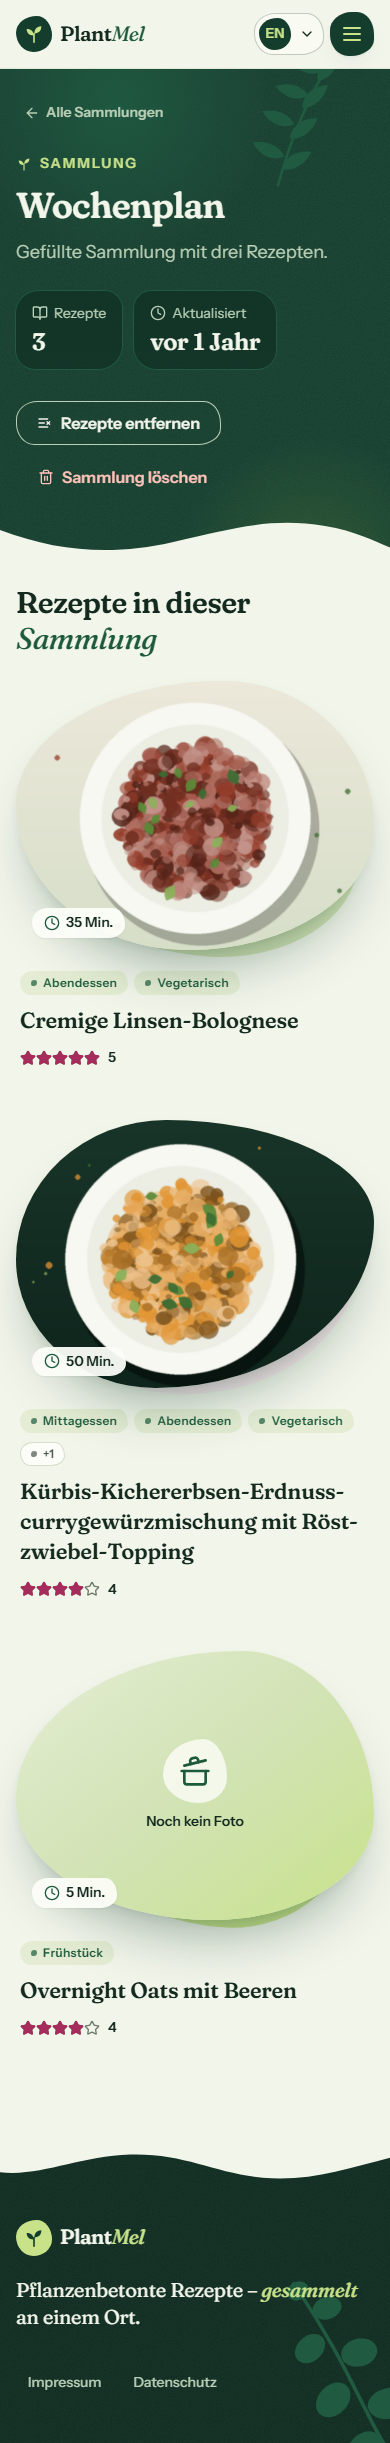 PlantMel
EN
Alle Sammlungen
SAMMLUNG
Wochenplan
Gefüllte Sammlung mit drei Rezepten.
Rezepte
3
Aktualisiert
vor 1 Jahr
Rezepte entfernen
Sammlung löschen
Rezepte in dieser
Sammlung
35 Min.
Abendessen
Vegetarisch
Cremige Linsen-Bolognese
5
50 Min.
Mittagessen
Abendessen
Vegetarisch
+1
Kürbis-Kichererbsen-Erdnuss-
currygewürzmischung mit Röst-
zwiebel-Topping
4
Noch kein Foto
5 Min.
Frühstück
Overnight Oats mit Beeren
4
PlantMel
Pflanzenbetonte Rezepte – gesammelt
an einem Ort.
Impressum
Datenschutz